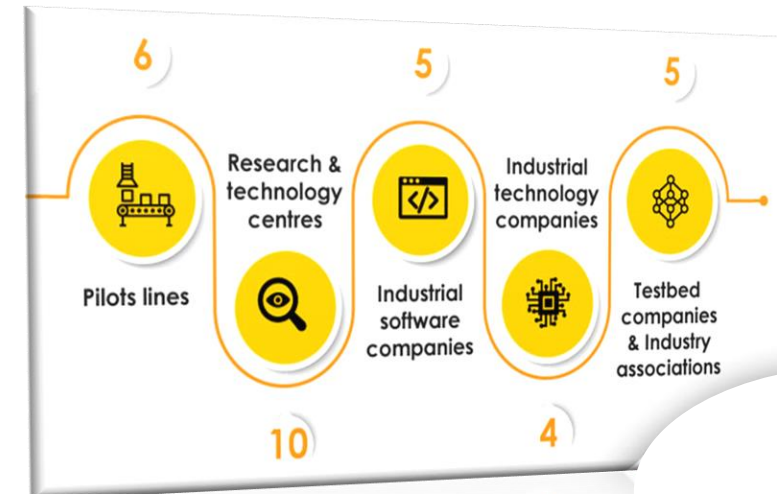 6
Pilots lines
Research &
technology
centres
10
5
</>
Industrial
software
companies
Industrial
technology
companies
4
5
Testbed
companies
& Industry
associations